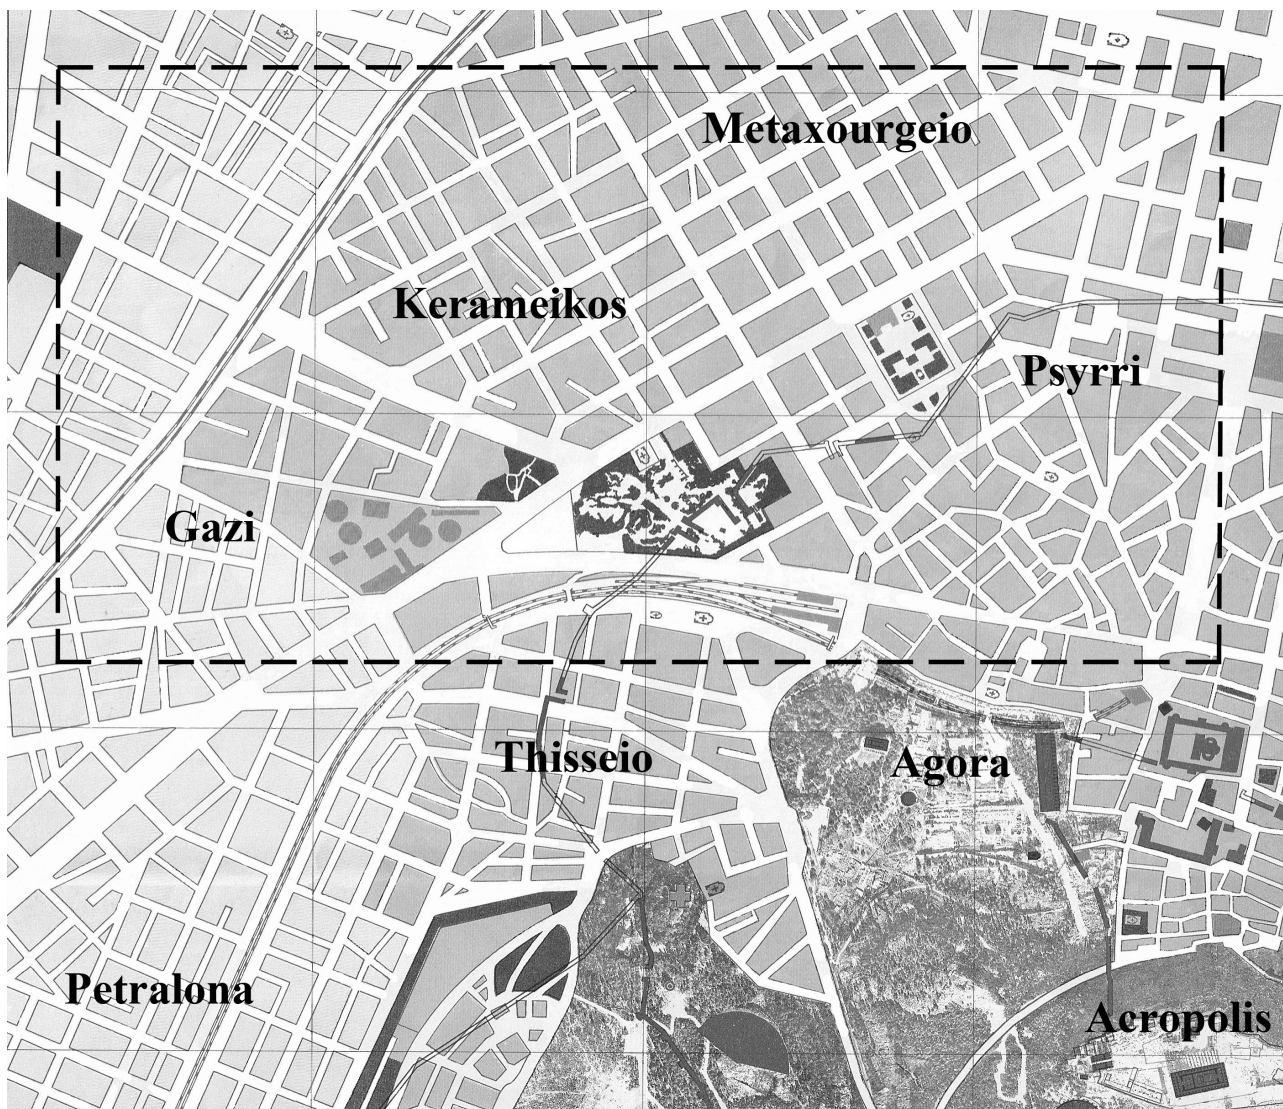 Metaxourgeio
Kerameikos
Psyrri
Gazi
Thisseio
Agora
Petralona
Acropolis